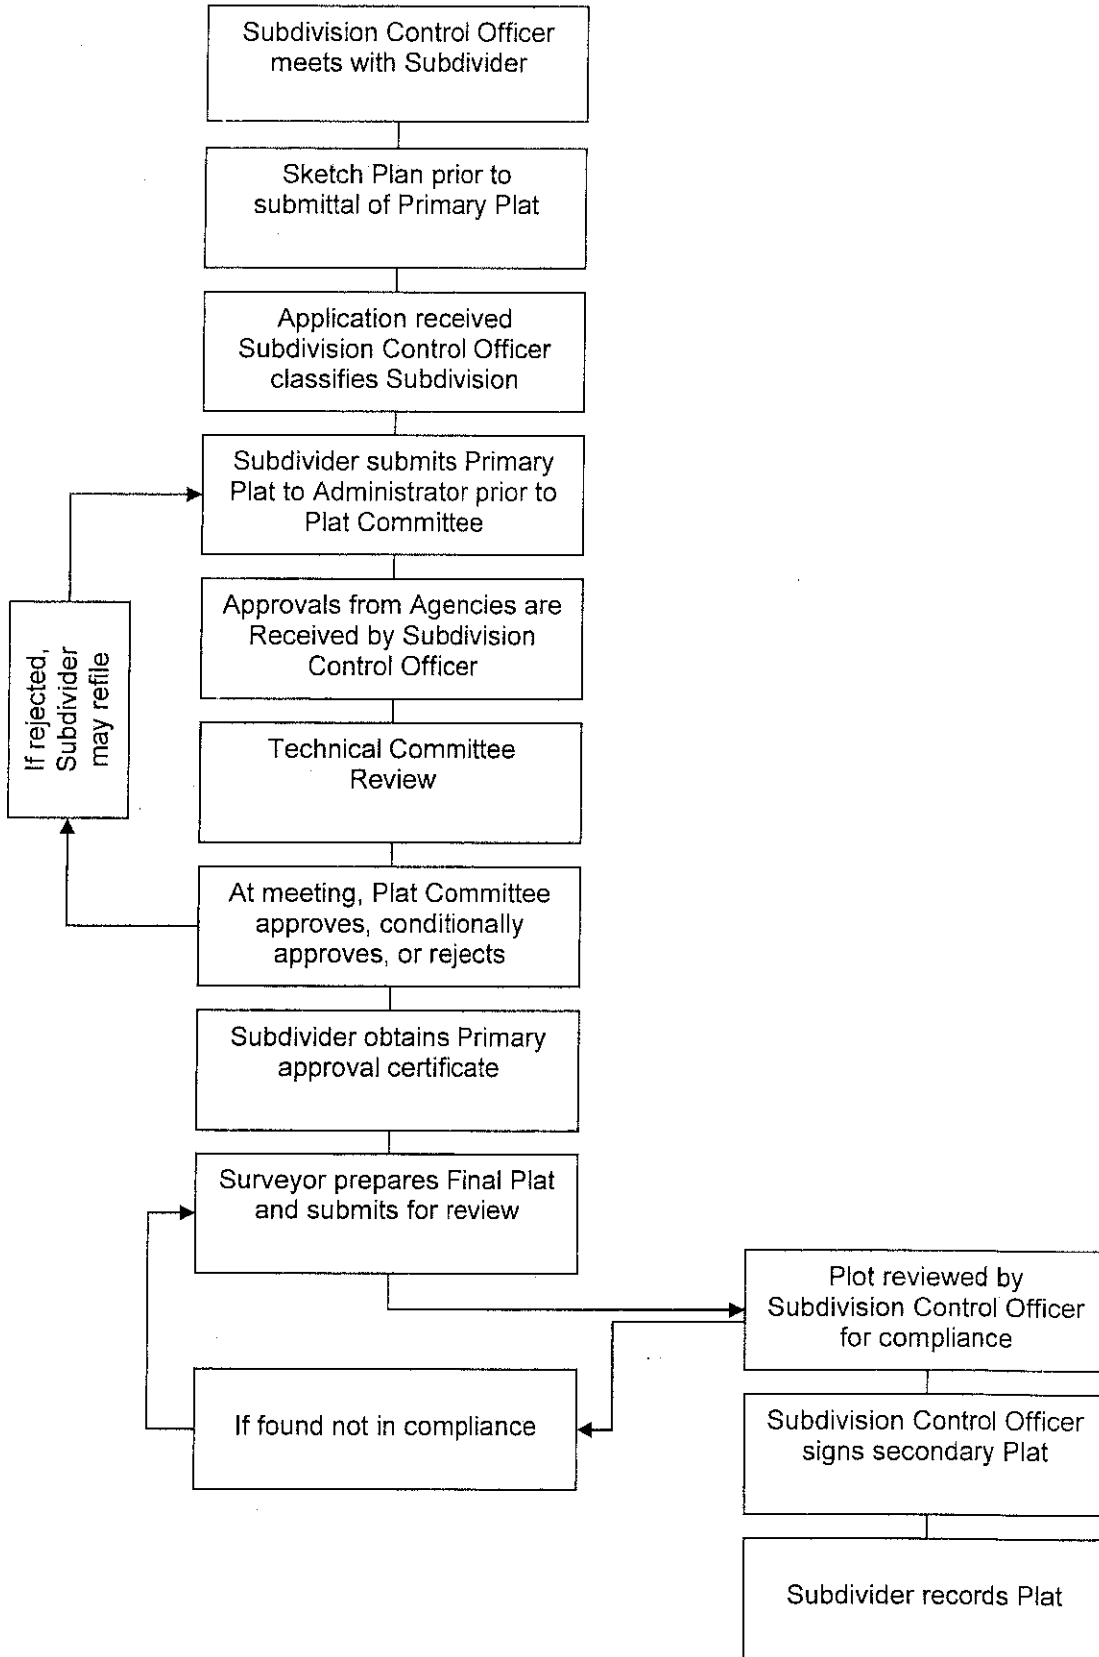 Subdivision Control Officer
meets with Subdivider
Sketch Plan prior to
submittal of Primary Plat
Application received
Subdivision Control Officer
classifies Subdivision
Subdivider submits Primary
Plat to Administrator prior to
Plat Committee
Approvals from Agencies are
Received by Subdivision
Control Officer
If rejected,
Subdivider
may refile
Technical Committee
Review
At meeting, Plat Committee
approves, conditionally
approves, or rejects
Subdivider obtains Primary
approval certificate
Surveyor prepares Final Plat
and submits for review
Plot reviewed by
Subdivision Control Officer
for compliance
If found not in compliance
Subdivision Control Officer
signs secondary Plat
Subdivider records Plat